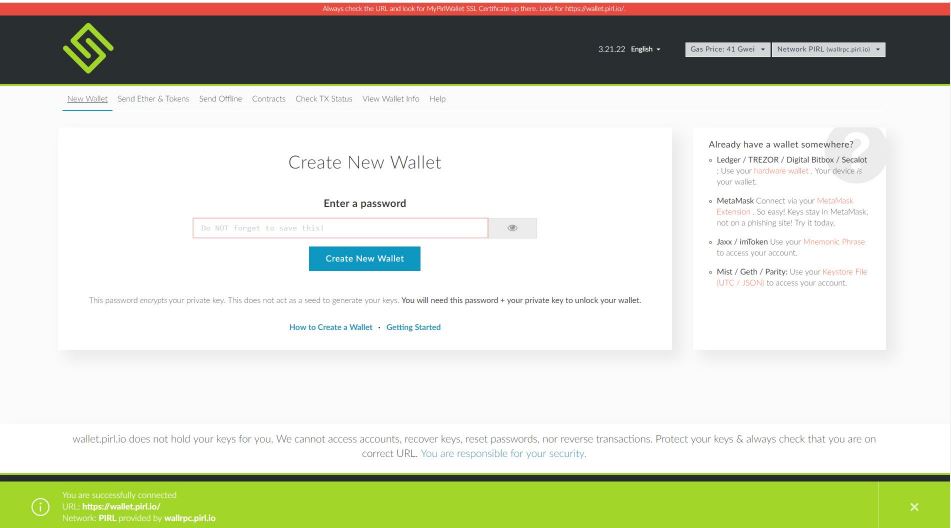 Always check the URL and look for MyPirlWallet SSL Certficate up there. Look for https://wallet.pirl.io/.
3.21.22 English
Gas Price: 41 Gwei
Network PIRL (wallrpc.pirl.io)
New Wallet Send Ether & Tokens Send Offline Contracts Check TX Status View Wallet Info Help
Create New Wallet
Enter a password
Do NOT forget to save this!
Create New Wallet
This password encrypts your private key. This does not act as a seed to generate your keys. You will need this password + your private key to unlock your wallet.
How to Create a Wallet · Getting Started
Already have a wallet somewhere?
Ledger / TREZOR / Digital Bitbox / Secalot
: Use your hardware wallet . Your device is
your wallet.
MetaMask Connect via your MetaMask
Extension . So easy! Keys stay in MetaMask,
not on a phishing site! Try it today.
Jaxx / imToken Use your Mnemonic Phrase
to access your account.
Mist / Geth / Parity: Use your Keystore File
(UTC / JSON) to access your account.
wallet.pirl.io does not hold your keys for you. We cannot access accounts, recover keys, reset passwords, nor reverse transactions. Protect your keys & always check that you are on
correct URL. You are responsible for your security.
You are successfully connected
URL: https://wallet.pirl.io/
Network: PIRL provided by wallrpc.pirl.io